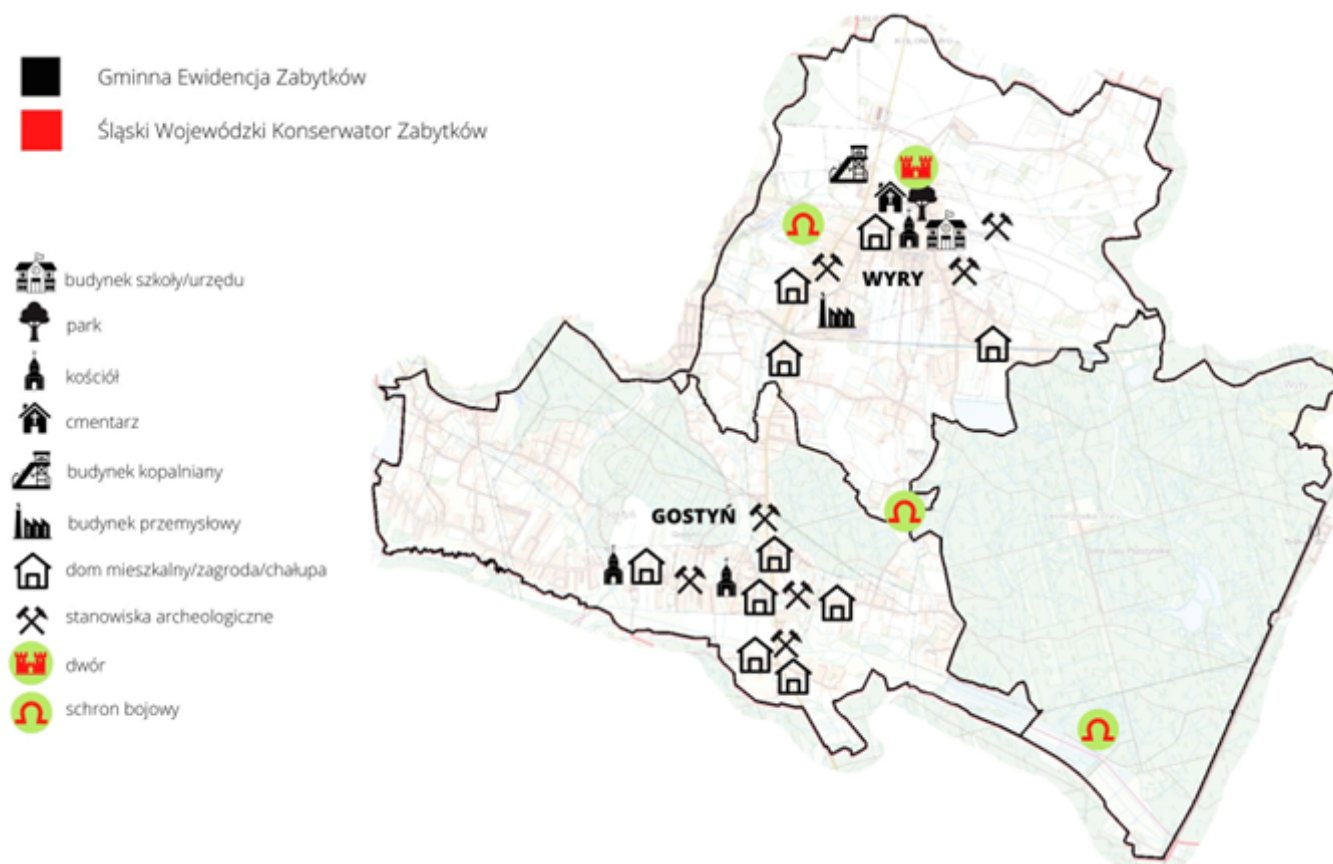 Gminna Ewidencja Zabytków
Śląski Wojewódzki Konserwator Zabytków
budynek szkoły/urzędu
park
kościół
cmentarz
budynek kopalniany
budynek przemysłowy
dom mieszkalny/zagroda/chałupa
stanowiska archeologiczne
dwór
schron bojowy
WYRY
GOSTYŃ